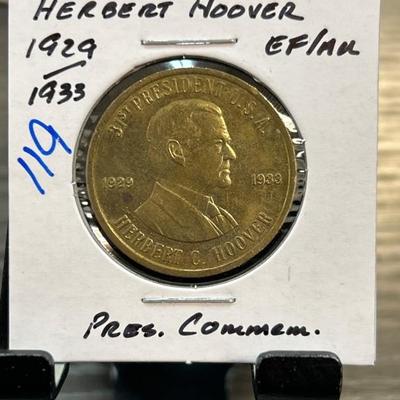 HERBERT HOOVER
1929 EF/AU
1933
119
31ST PRESIDENT U.S.A.
1929 1933
HERBERT C. HOOVER
PRES. COMMEM.